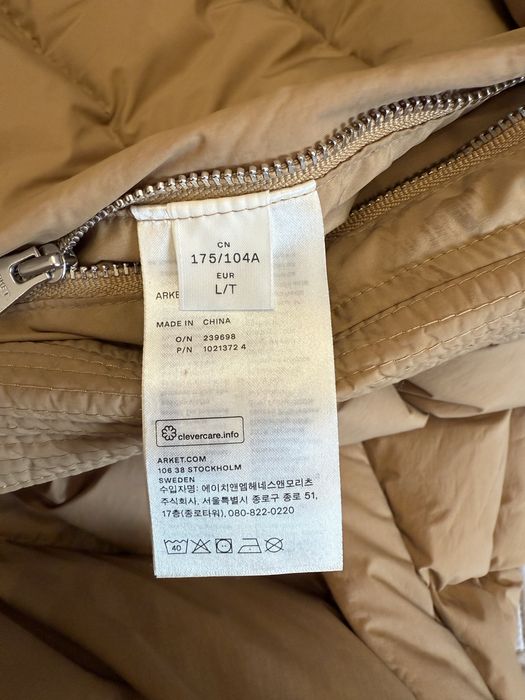 CN
175/104A
EUR
L/T
ARKE
MADE IN CHINA
O/N 239698
P/N 1021372 4
clevercare.info
ARKET.COM
106 38 STOCKHOLM
SWEDEN
수입자명: 에이치앤엠헤네스앤모리츠
주식회사, 서울특별시 종로구 종로 51,
17층(종로타워), 080-822-0220
40